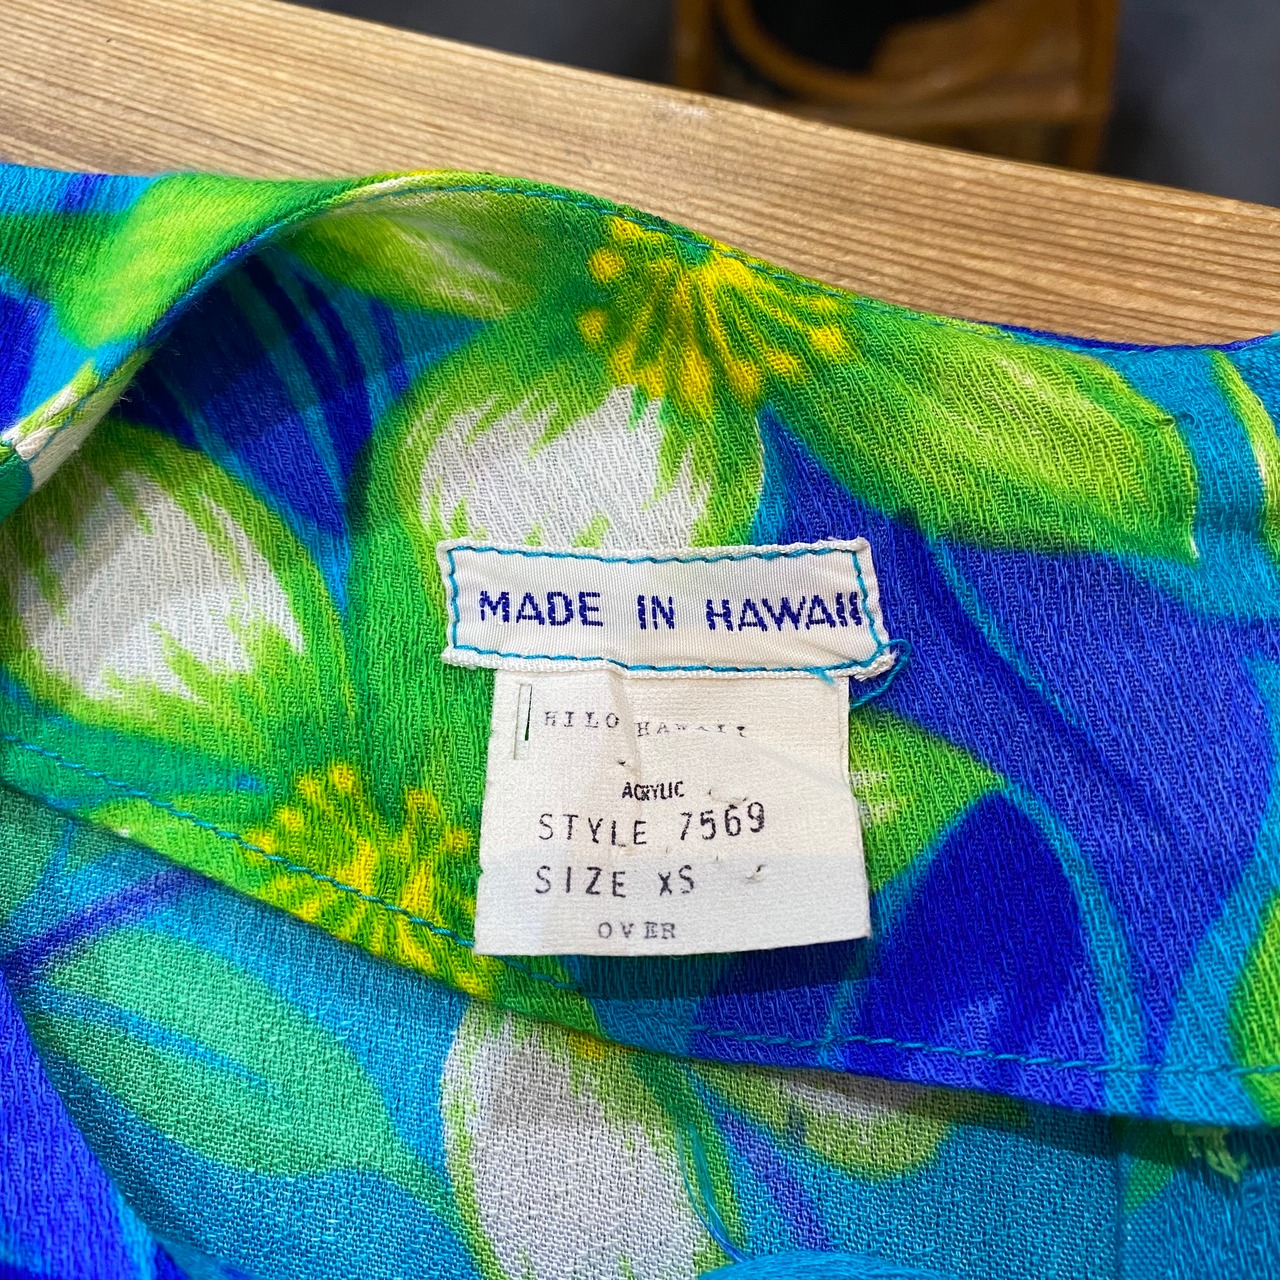 MADE IN HAWAII
HILO HAWAII
ACRYLIC
STYLE 7569
SIZE XS
OVER